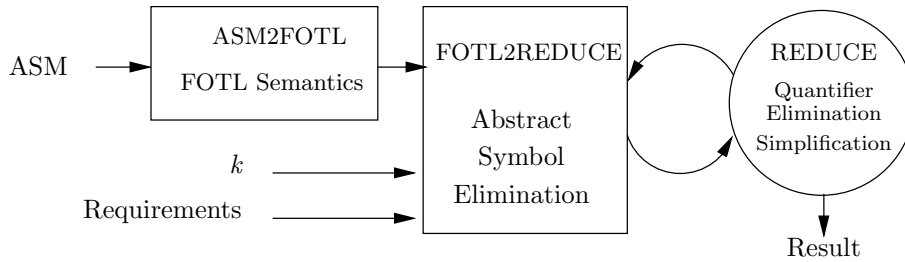 ASM
ASM2FOTL
FOTL Semantics
k
Requirements
FOTL2REDUCE
Abstract
Symbol
Elimination
REDUCE
Quantifier
Elimination
Simplification
Result